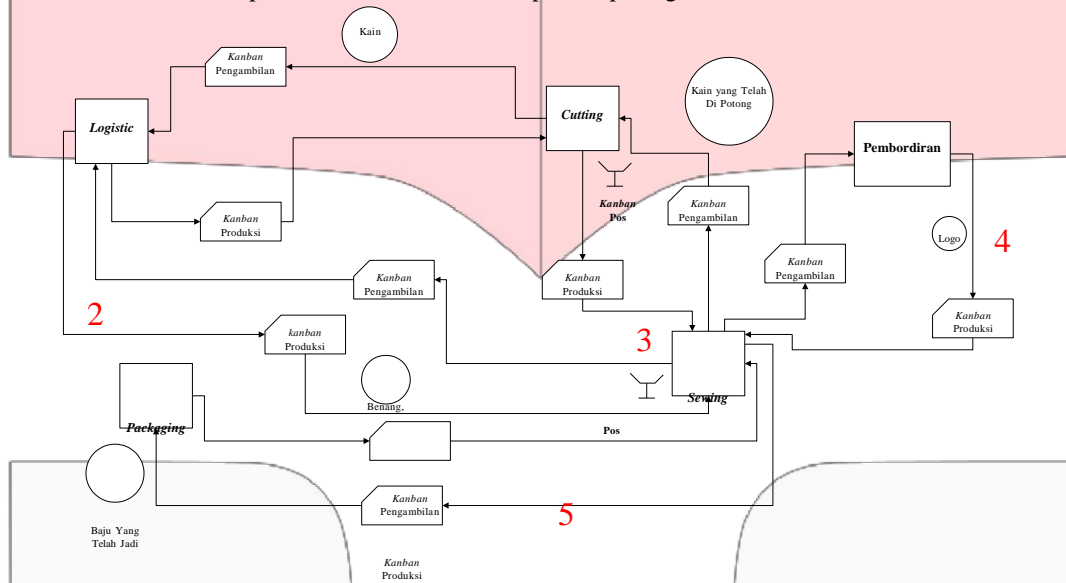 Kain
Kanban
Pengambilan
Kain yang Telah
Di Potong
Logistic
Cutting
Pembordiran
Kanban
Pos
Kanban
Pengambilan
Kanban
Produksi
Logo
4
Kanban
Pengambilan
Kanban
Pengambilan
Kanban
Produksi
2
kanban
Produksi
Kanban
Produksi
3
Sewing
Benang,
Packaging
Pos
Kanban
Pengambilan
5
Baju Yang
Telah Jadi
Kanban
Produksi